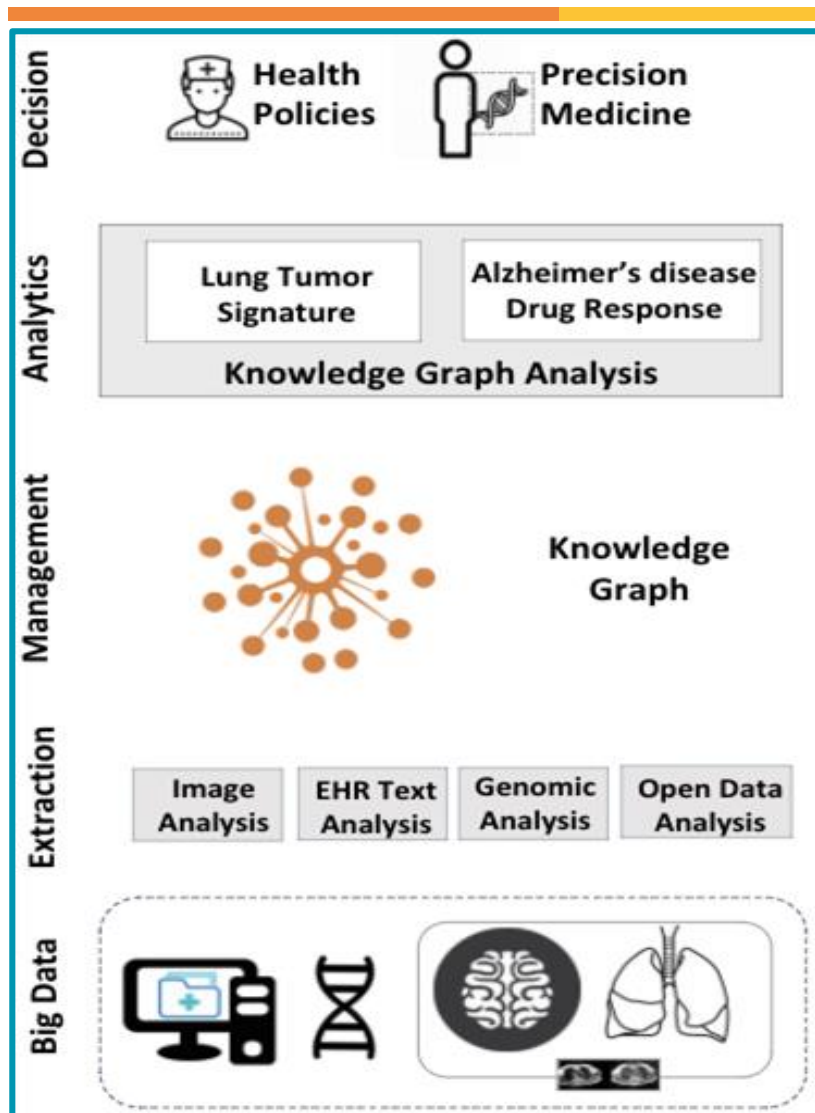 Decision
Health
Policies
Precision
Medicine
Analytics
Lung Tumor
Signature
Alzheimer's disease
Drug Response
Knowledge Graph Analysis
Management
Knowledge
Graph
Extraction
Image
Analysis
EHR Text
Analysis
Genomic
Analysis
Open Data
Analysis
Big Data